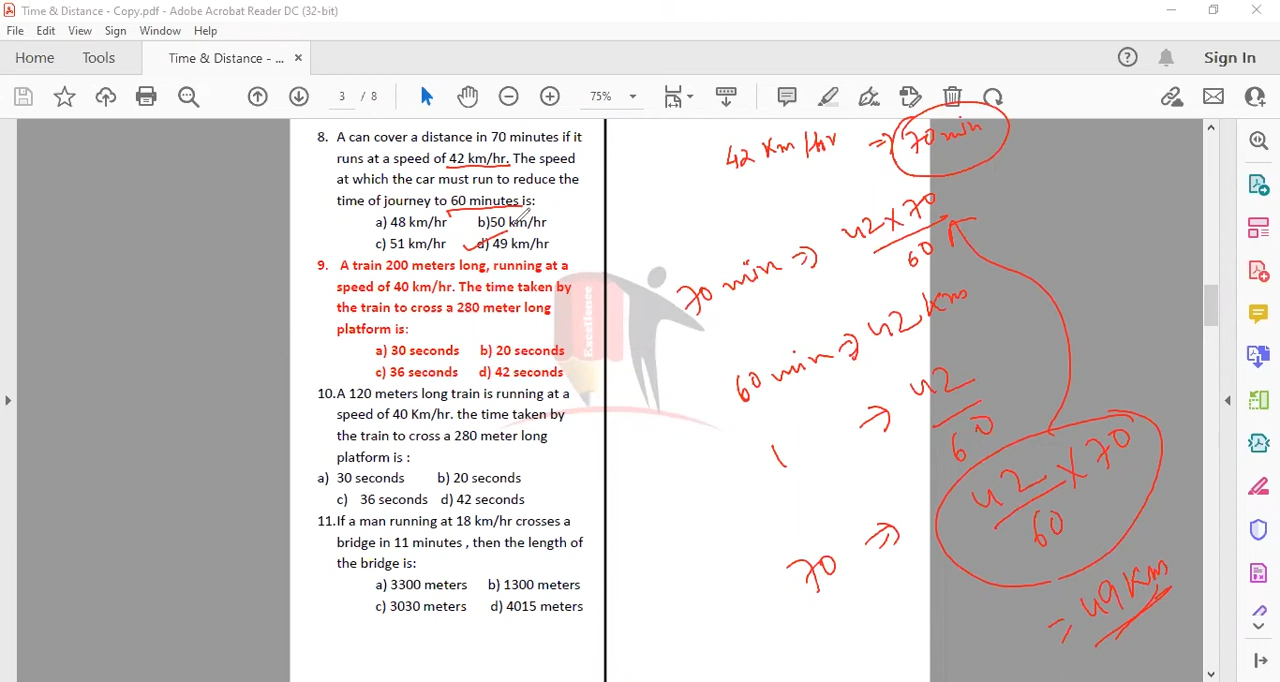 Time & Distance - Copy.pdf - Adobe Acrobat Reader DC (32-bit)
File Edit View Sign Window Help
Home Tools Time & Distance - ... × Sign In
3 / 8 75%
8. A can cover a distance in 70 minutes if it
runs at a speed of 42 km/hr. The speed
at which the car must run to reduce the
time of journey to 60 minutes is:
a) 48 km/hr b)50 km/hr
c) 51 km/hr d) 49 km/hr
9. A train 200 meters long, running at a
speed of 40 km/hr. The time taken by
the train to cross a 280 meter long
platform is:
a) 30 seconds b) 20 seconds
c) 36 seconds d) 42 seconds
10.A 120 meters long train is running at a
speed of 40 Km/hr. the time taken by
the train to cross a 280 meter long
platform is :
a) 30 seconds b) 20 seconds
c) 36 seconds d) 42 seconds
11.If a man running at 18 km/hr crosses a
bridge in 11 minutes , then the length of
the bridge is:
a) 3300 meters b) 1300 meters
c) 3030 meters d) 4015 meters
Excellence
42 Km/hr ⇒ 70 min
70 min ⇒ 42 × 70
60
60 min ⇒ 42 Km
1 ⇒ 42
60
70 ⇒ 42 × 70
60
= 49 Km